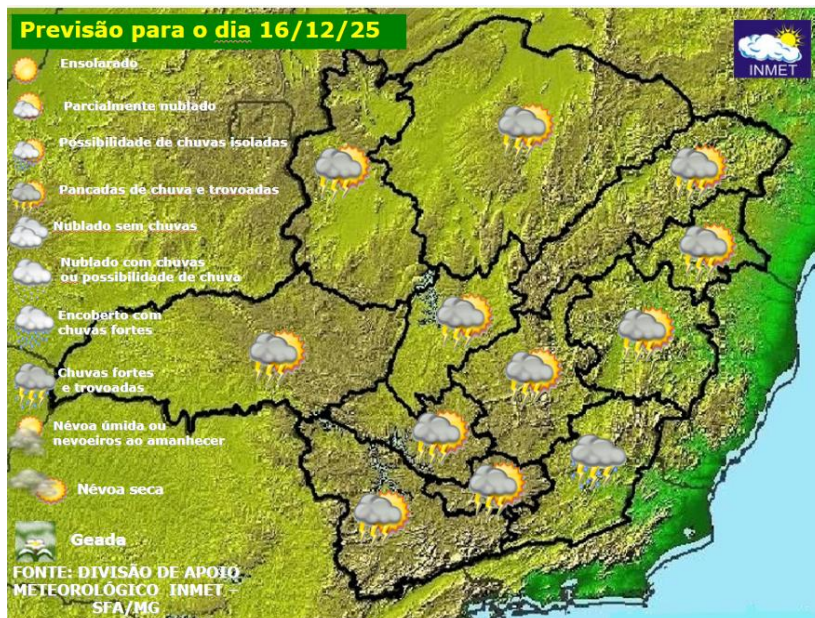 Previsão para o dia 16/12/25
INMET
Ensolarado
Parcialmente nublado
Possibilidade de chuvas isoladas
Pancadas de chuva e trovoadas
Nublado sem chuvas
Nublado com chuvas
ou possibilidade de chuva
Encoberto com
chuvas fortes
Chuvas fortes
e trovoadas
Névoa úmida ou
nevoeiros ao amanhecer
Névoa seca
Geada
FONTE: DIVISÃO DE APOIO
METEOROLÓGICO INMET -
SFA/MG